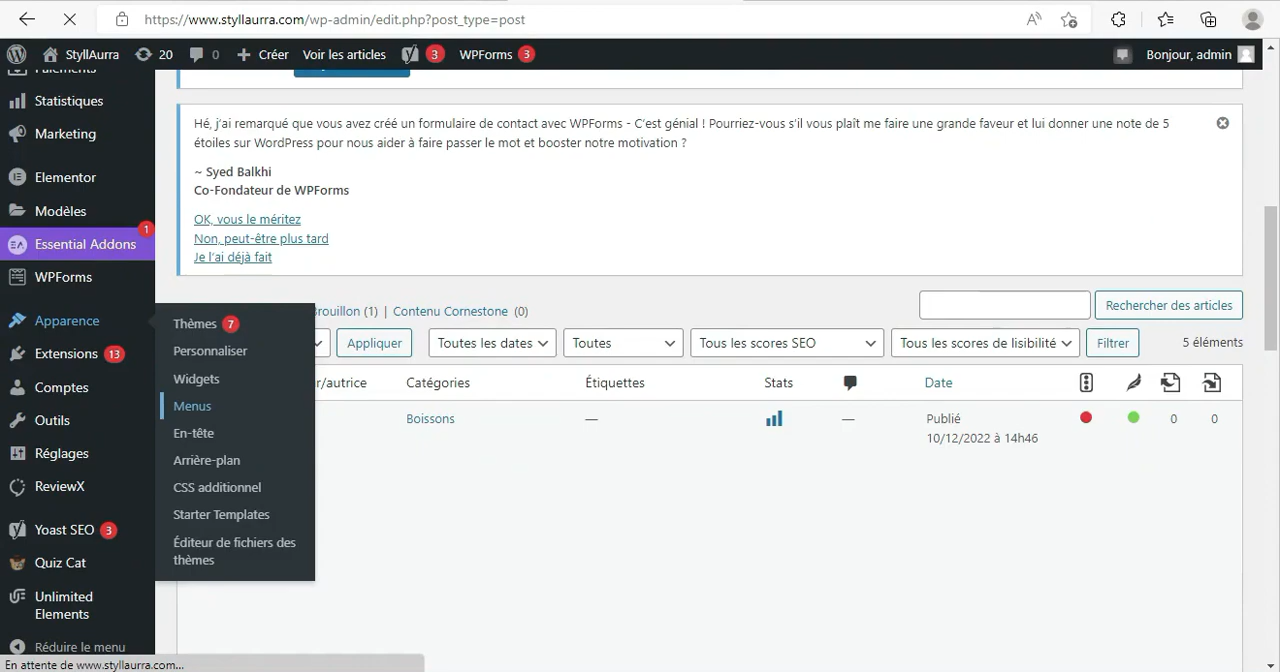 https://www.styllaurra.com/wp-admin/edit.php?post_type=post
StyllAurra 20 0 Créer Voir les articles 3 WPForms 3 Bonjour, admin
Statistiques
Marketing
Elementor
Modèles
Essential Addons 1
WPForms
Apparence
Extensions 13
Comptes
Outils
Réglages
ReviewX
Yoast SEO 3
Quiz Cat
Unlimited
Elements
Réduire le menu
Thèmes 7
Personnaliser
Widgets
Menus
En-tête
Arrière-plan
CSS additionnel
Starter Templates
Éditeur de fichiers des
thèmes
Hé, j'ai remarqué que vous avez créé un formulaire de contact avec WPForms - C'est génial ! Pourriez-vous s'il vous plaît me faire une grande faveur et lui donner une note de 5
étoiles sur WordPress pour nous aider à faire passer le mot et booster notre motivation ?
~ Syed Balkhi
Co-Fondateur de WPForms
OK, vous le méritez
Non, peut-être plus tard
Je l'ai déjà fait
Brouillon (1) | Contenu Cornestone (0)
Rechercher des articles
Appliquer Toutes les dates Toutes Tous les scores SEO Tous les scores de lisibilité Filtrer 5 éléments
r/autrice Catégories Étiquettes Stats Date
Boissons — — Publié 0 0
10/12/2022 à 14h46
En attente de www.styllaurra.com...